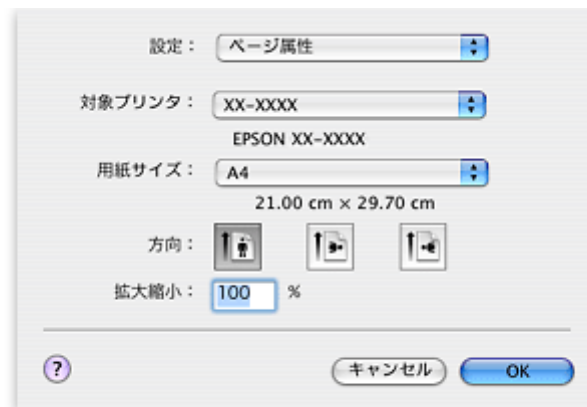 設定： ページ属性
対象プリンタ： XX-XXXX
EPSON XX-XXXX
用紙サイズ： A4
21.00 cm × 29.70 cm
方向：
拡大縮小： 100 %
? キャンセル OK